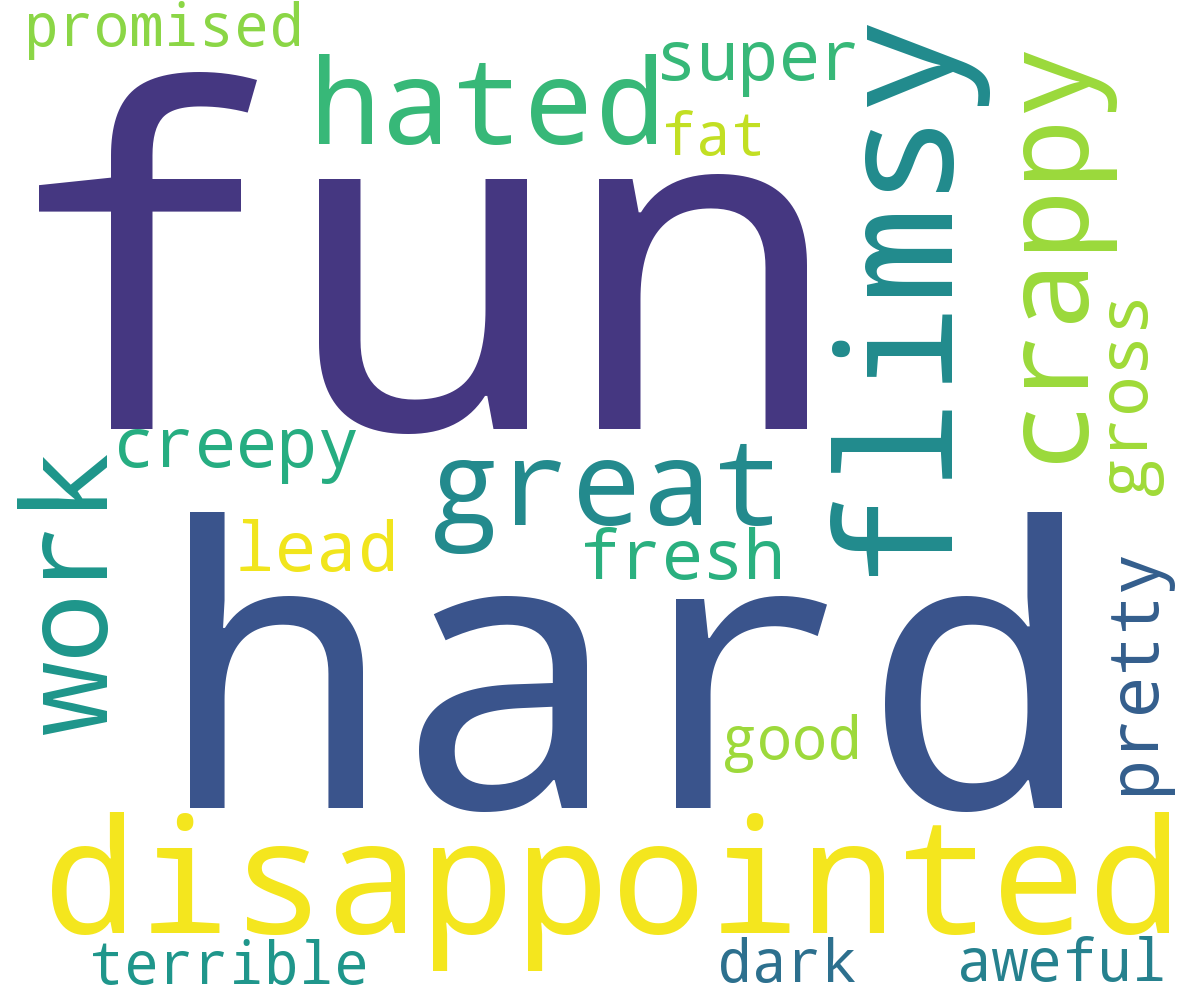 promised
hated
super
fat
fun
flimsy
crappy
gross
creepy
great
work
lead
fresh
hard
good
pretty
disappointed
terrible
dark
aweful